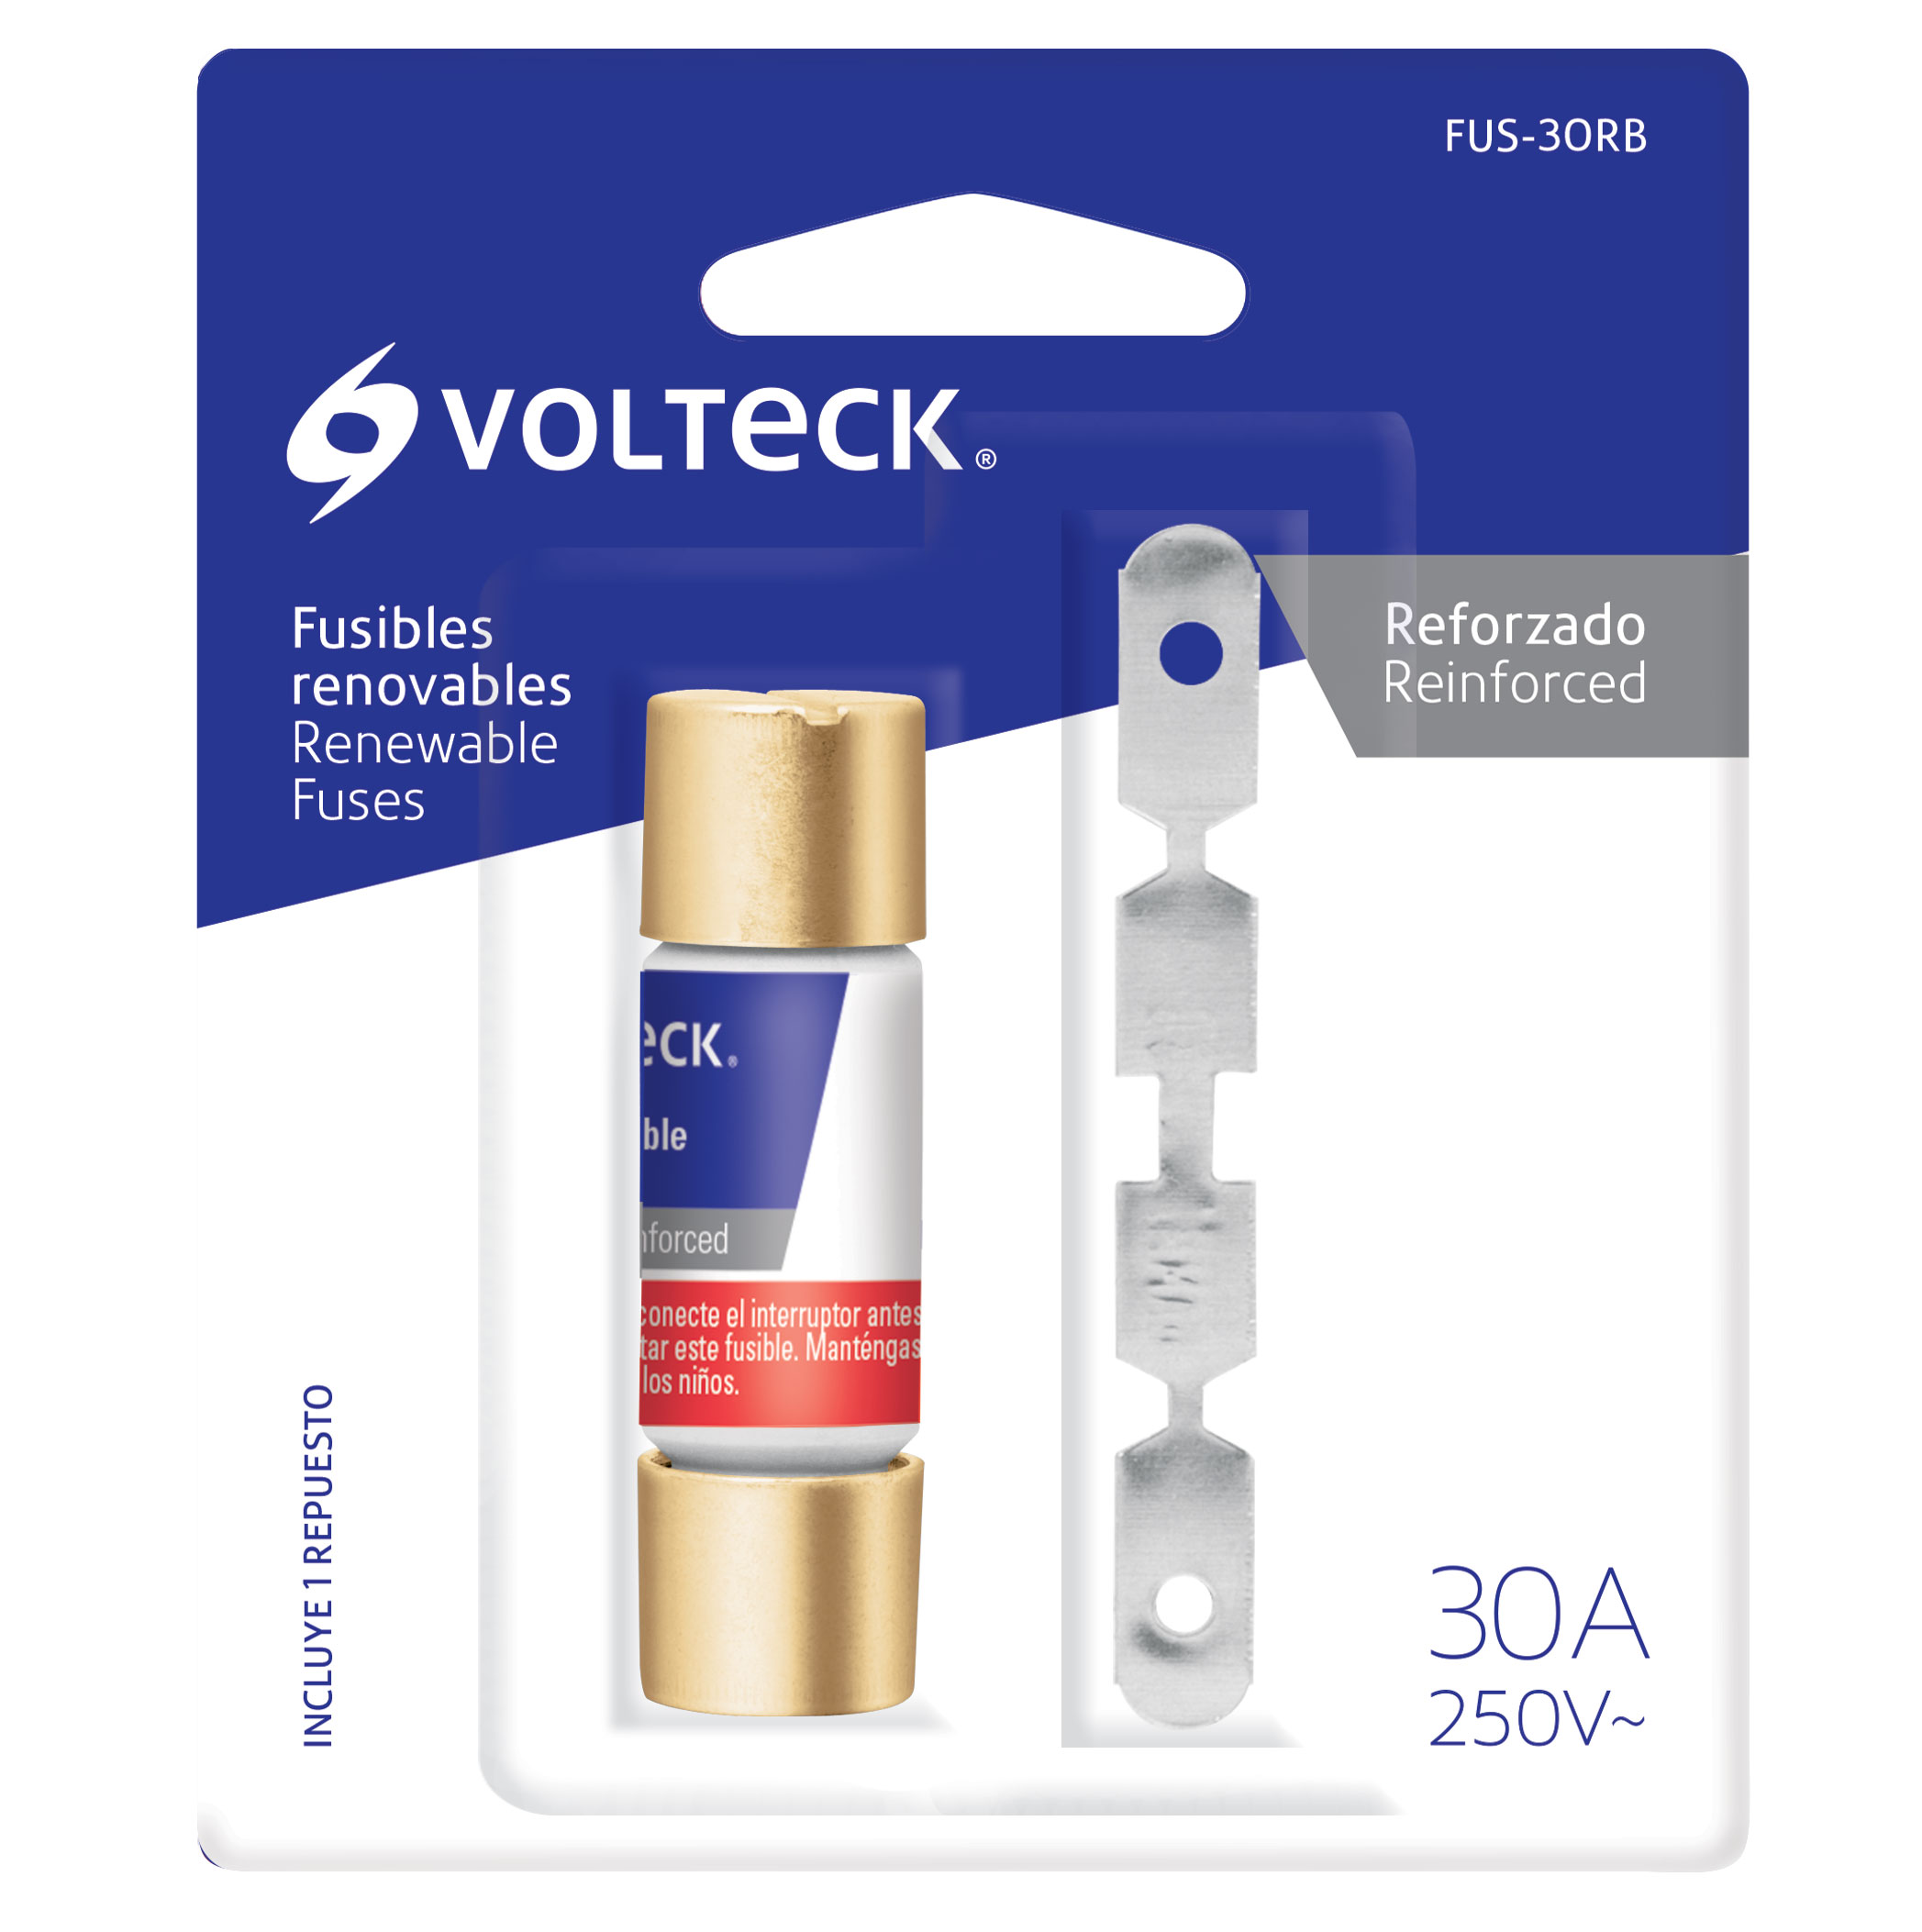 FUS-30RB
VOLTECK®
Fusibles
renovables
Renewable
Fuses
Reforzado
Reinforced
ECK®
ble
nforced
conecte el interruptor antes
tar este fusible. Manténgas
los niños.
INCLUYE 1 REPUESTO
30A
250V~